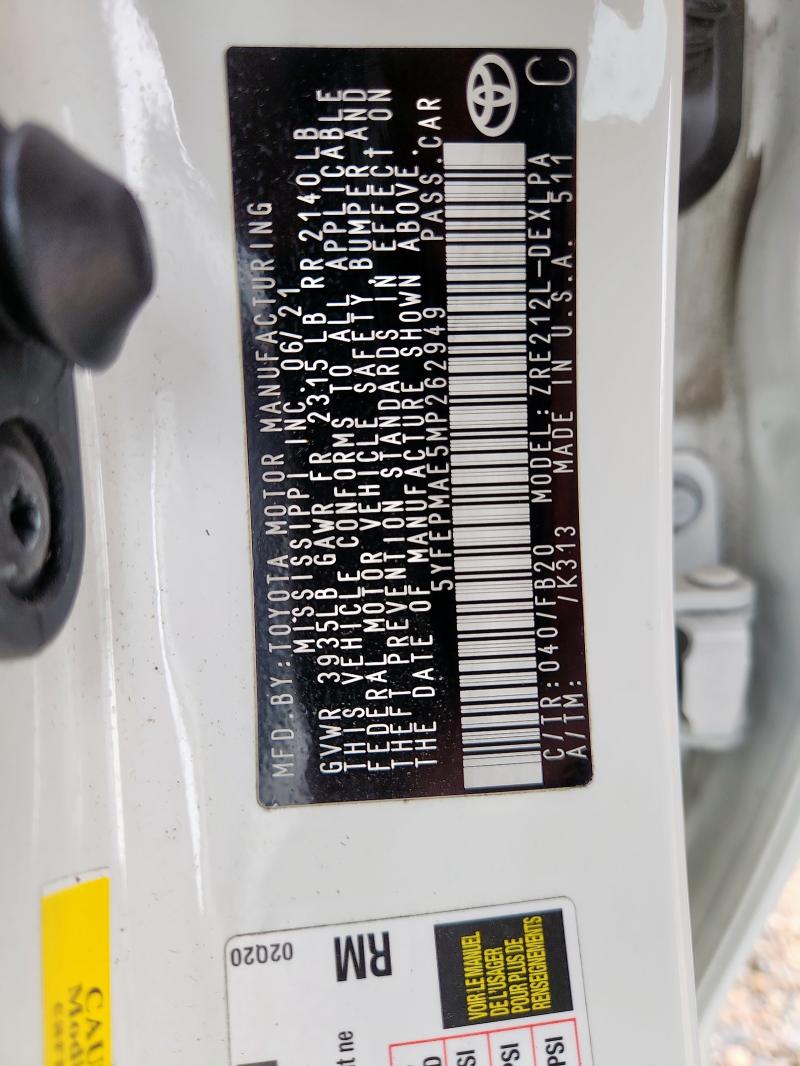 MFD.BY:TOYOTA MOTOR MANUFACTURING
MISSISSIPPI INC. 06/21
GVWR 3935LB GAWR FR 2315LB RR 2140LB
THIS VEHICLE CONFORMS TO ALL APPLICABLE
FEDERAL MOTOR VEHICLE SAFETY, BUMPER AND
THEFT PREVENTION STANDARDS IN EFFECT ON
THE DATE OF MANUFACTURE SHOWN ABOVE.
5YFEPMAE5MP262949 PASS.CAR
C/TR:040/FB20 MODEL:ZRE212L-DEXLPA
A/TM: /K313 MADE IN U.S.A. 511
C
02Q20
RM
VOIR LE MANUEL
DE L'USAGER
POUR PLUS DE
RENSEIGNEMENTS
nt ne
PSI
PSI